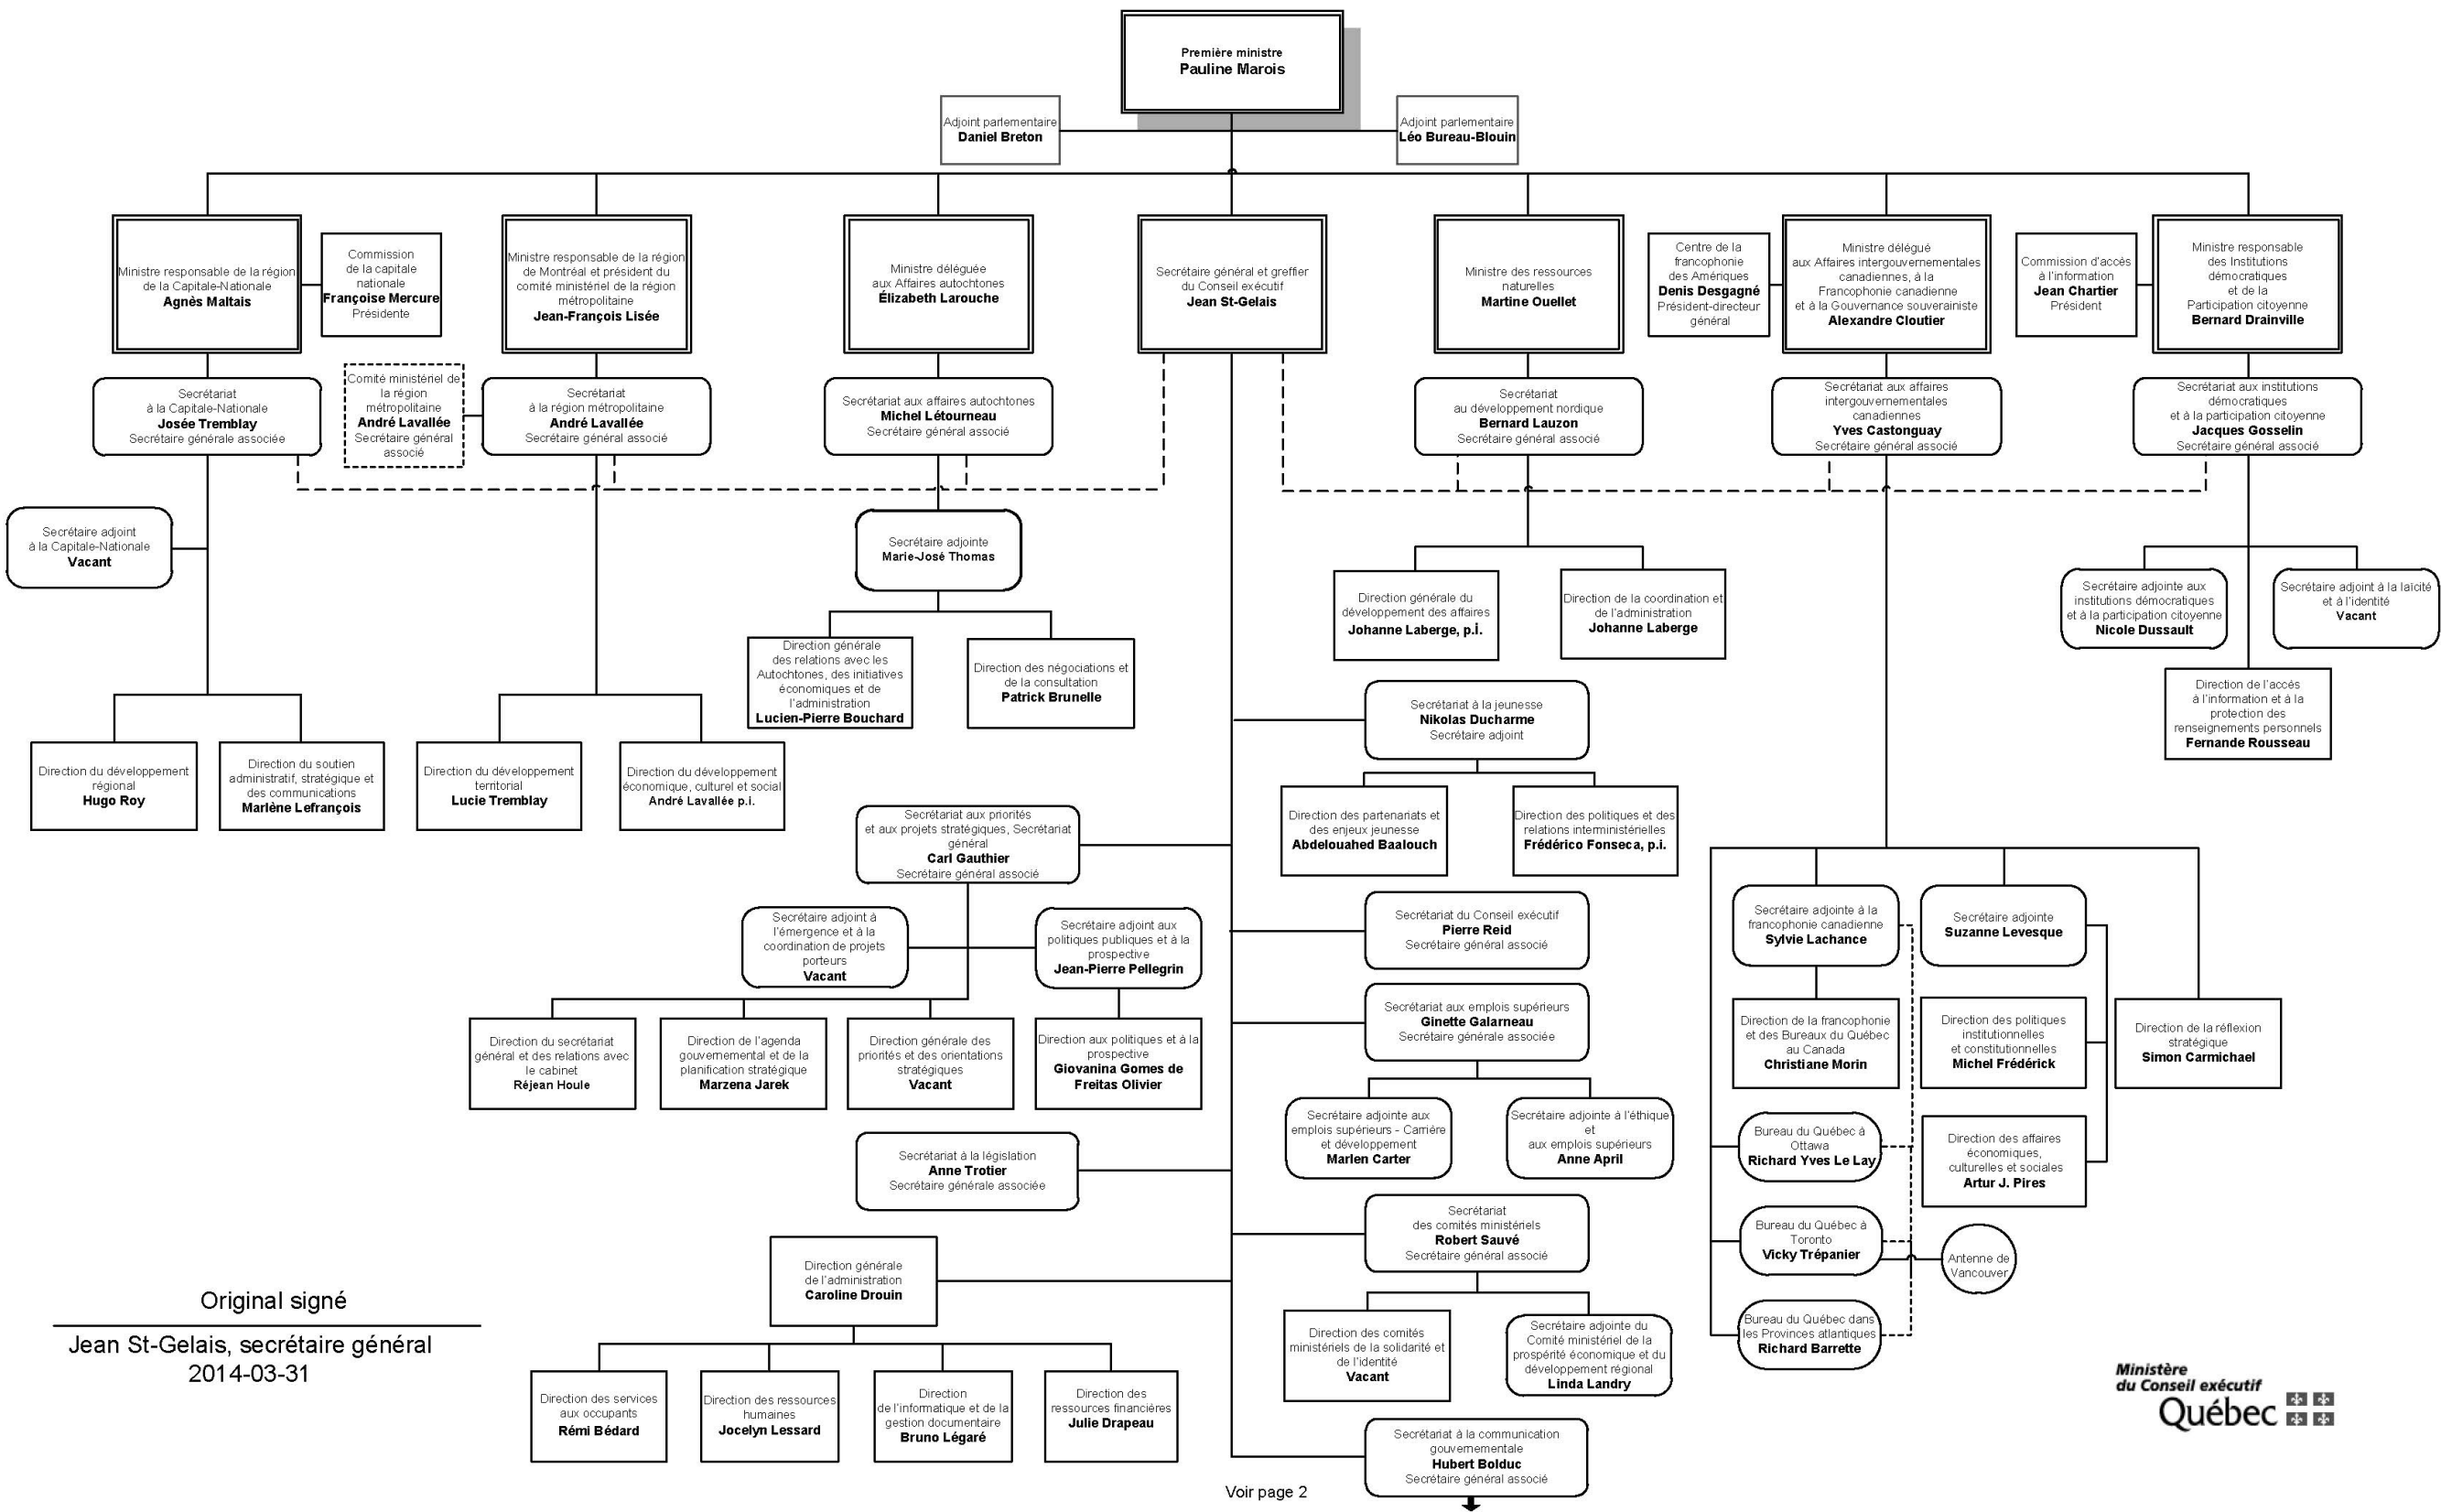 Première ministre
Pauline Marois
Adjoint parlementaire
Daniel Breton
Adjoint parlementaire
Léo Bureau-Blouin
Ministre responsable de la région
de la Capitale-Nationale
Agnès Maltais
Commission
de la capitale
nationale
Françoise Mercure
Présidente
Ministre responsable de la région
de Montréal et président du
comité ministériel de la région
métropolitaine
Jean-François Lisée
Ministre déléguée
aux Affaires autochtones
Élizabeth Larouche
Secrétaire général et greffier
du Conseil exécutif
Jean St-Gelais
Ministre des ressources
naturelles
Martine Ouellet
Centre de la
francophonie
des Amériques
Denis Desgagné
Président-directeur
général
Ministre délégué
aux Affaires intergouvernementales
canadiennes, à la
Francophonie canadienne
et à la Gouvernance souverainiste
Alexandre Cloutier
Commission d'accés
à l'information
Jean Chartier
Président
Ministre responsable
des Institutions
démocratiques
et de la
Participation citoyenne
Bernard Drainville
Secrétariat
à la Capitale-Nationale
Josée Tremblay
Secrétaire générale associée
Comité ministériel de
la région
métropolitaine
André Lavallée
Secrétaire général
associé
Secrétariat
à la région métropolitaine
André Lavallée
Secrétaire général associé
Secrétariat aux affaires autochtones
Michel Létourneau
Secrétaire général associé
Secrétariat
au développement nordique
Bernard Lauzon
Secrétaire général associé
Secrétariat aux affaires
intergouvernementales
canadiennes
Yves Castonguay
Secrétaire général associé
Secrétariat aux institutions
démocratiques
et à la participation citoyenne
Jacques Gosselin
Secrétaire général associé
Secrétaire adjoint
à la Capitale-Nationale
Vacant
Secrétaire adjointe
Marie-José Thomas
Direction générale du
développement des affaires
Johanne Laberge, p.i.
Direction de la coordination et
de l'administration
Johanne Laberge
Secrétaire adjointe aux
institutions démocratiques
et à la participation citoyenne
Nicole Dussault
Secrétaire adjoint à la laïcité
et à l'identité
Vacant
Direction générale
des relations avec les
Autochtones, des initiatives
économiques et de
l'administration
Lucien-Pierre Bouchard
Direction des négociations et
de la consultation
Patrick Brunelle
Direction de l'accés
à l'information et à la
protection des
renseignements personnels
Fernande Rousseau
Secrétariat à la jeunesse
Nikolas Ducharme
Secrétaire adjoint
Direction du développement
régional
Hugo Roy
Direction du soutien
administratif, stratégique et
des communications
Marlène Lefrançois
Direction du développement
territorial
Lucie Tremblay
Direction du développement
économique, culturel et social
André Lavallée p.i.
Direction des partenariats et
des enjeux jeunesse
Abdelouahed Baalouch
Direction des politiques et des
relations interministérielles
Frédérico Fonseca, p.i.
Secrétariat aux priorités
et aux projets stratégiques, Secrétariat
général
Carl Gauthier
Secrétaire général associé
Secrétaire adjoint à
l'émergence et à la
coordination de projets
porteurs
Vacant
Secrétaire adjoint aux
politiques publiques et à la
prospective
Jean-Pierre Pellegrin
Secrétariat du Conseil exécutif
Pierre Reid
Secrétaire général associé
Secrétaire adjointe à la
francophonie canadienne
Sylvie Lachance
Secrétaire adjointe
Suzanne Levesque
Direction du secrétariat
général et des relations avec
le cabinet
Réjean Houle
Direction de l'agenda
gouvernemental et de la
planification stratégique
Marzena Jarek
Direction générale des
priorités et des orientations
stratégiques
Vacant
Direction aux politiques et à la
prospective
Giovanina Gomes de
Freitas Olivier
Secrétariat aux emplois supérieurs
Ginette Galarneau
Secrétaire générale associée
Direction de la francophonie
et des Bureaux du Québec
au Canada
Christiane Morin
Direction des politiques
institutionnelles
et constitutionnelles
Michel Frédérick
Direction de la réflexion
stratégique
Simon Carmichael
Secrétaire adjointe aux
emplois supérieurs - Carrière
et développement
Marlen Carter
Secrétaire adjointe à l'éthique
et
aux emplois supérieurs
Anne April
Bureau du Québec à
Ottawa
Richard Yves Le Lay
Direction des affaires
économiques,
culturelles et sociales
Artur J. Pires
Secrétariat à la législation
Anne Trotier
Secrétaire générale associée
Secrétariat
des comités ministériels
Robert Sauvé
Secrétaire général associé
Bureau du Québec à
Toronto
Vicky Trépanier
Antenne de
Vancouver
Direction générale
de l'administration
Caroline Drouin
Direction des comités
ministériels de la solidarité et
de l'identité
Vacant
Secrétaire adjointe du
Comité ministériel de la
prospérité économique et du
développement régional
Linda Landry
Bureau du Québec dans
les Provinces atlantiques
Richard Barrette
Original signé
Jean St-Gelais, secrétaire général
2014-03-31
Direction des services
aux occupants
Rémi Bédard
Direction des ressources
humaines
Jocelyn Lessard
Direction
de l'informatique et de la
gestion documentaire
Bruno Légaré
Direction des
ressources financières
Julie Drapeau
Secrétariat à la communication
gouvernementale
Hubert Bolduc
Secrétaire général associé
Voir page 2
Ministère
du Conseil exécutif
Québec